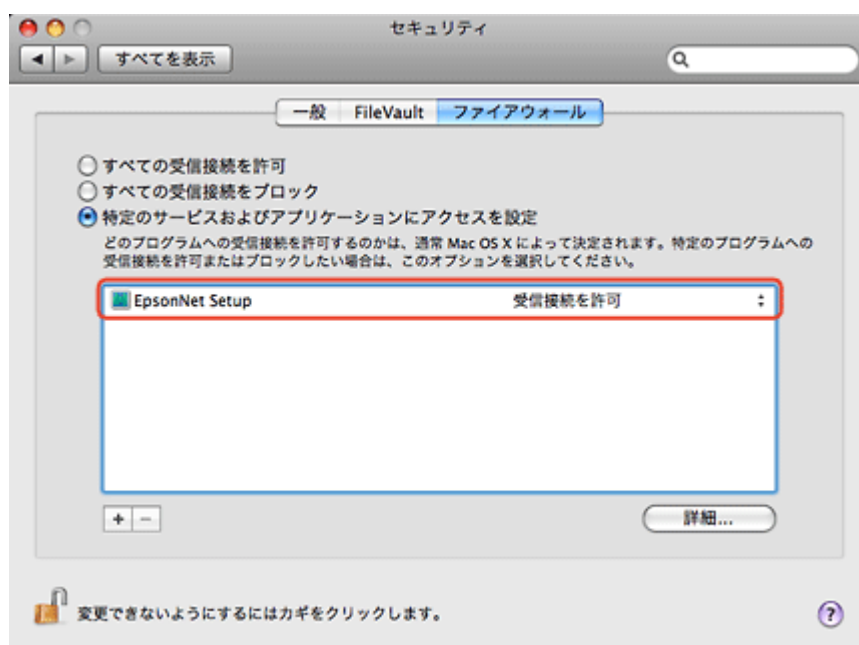 セキュリティ
すべてを表示
一般 FileVault ファイアウォール
すべての受信接続を許可
すべての受信接続をブロック
特定のサービスおよびアプリケーションにアクセスを設定
どのプログラムへの受信接続を許可するのかは、通常 Mac OS X によって決定されます。特定のプログラムへの
受信接続を許可またはブロックしたい場合は、このオプションを選択してください。
EpsonNet Setup 受信接続を許可
+ −
詳細...
変更できないようにするにはカギをクリックします。
?